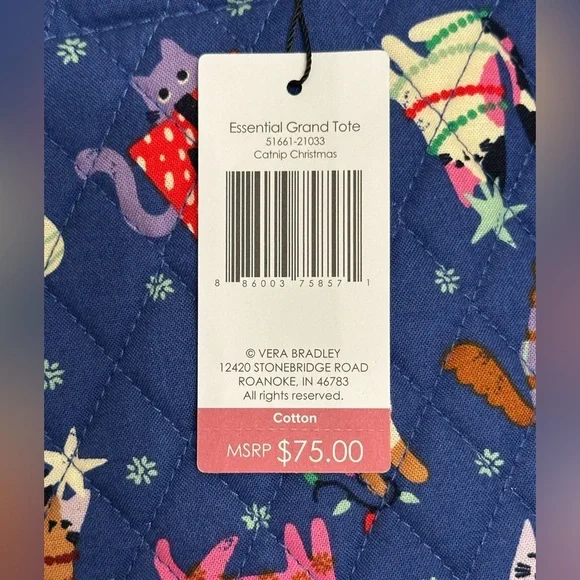 Essential Grand Tote
51661-21033
Catnip Christmas
8 86003 75857 1
© VERA BRADLEY
12420 STONEBRIDGE ROAD
ROANOKE, IN 46783
All rights reserved.
Cotton
MSRP $75.00